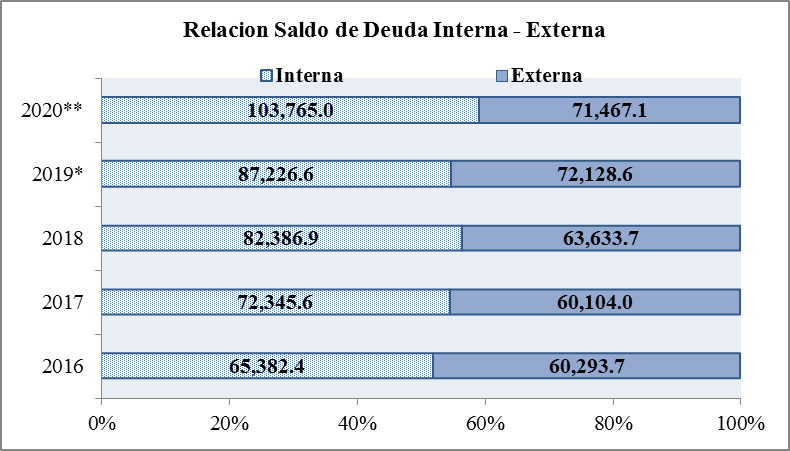 Relacion Saldo de Deuda Interna - Externa
Interna Externa
2020** 103,765.0 71,467.1
2019* 87,226.6 72,128.6
2018 82,386.9 63,633.7
2017 72,345.6 60,104.0
2016 65,382.4 60,293.7
0% 20% 40% 60% 80% 100%